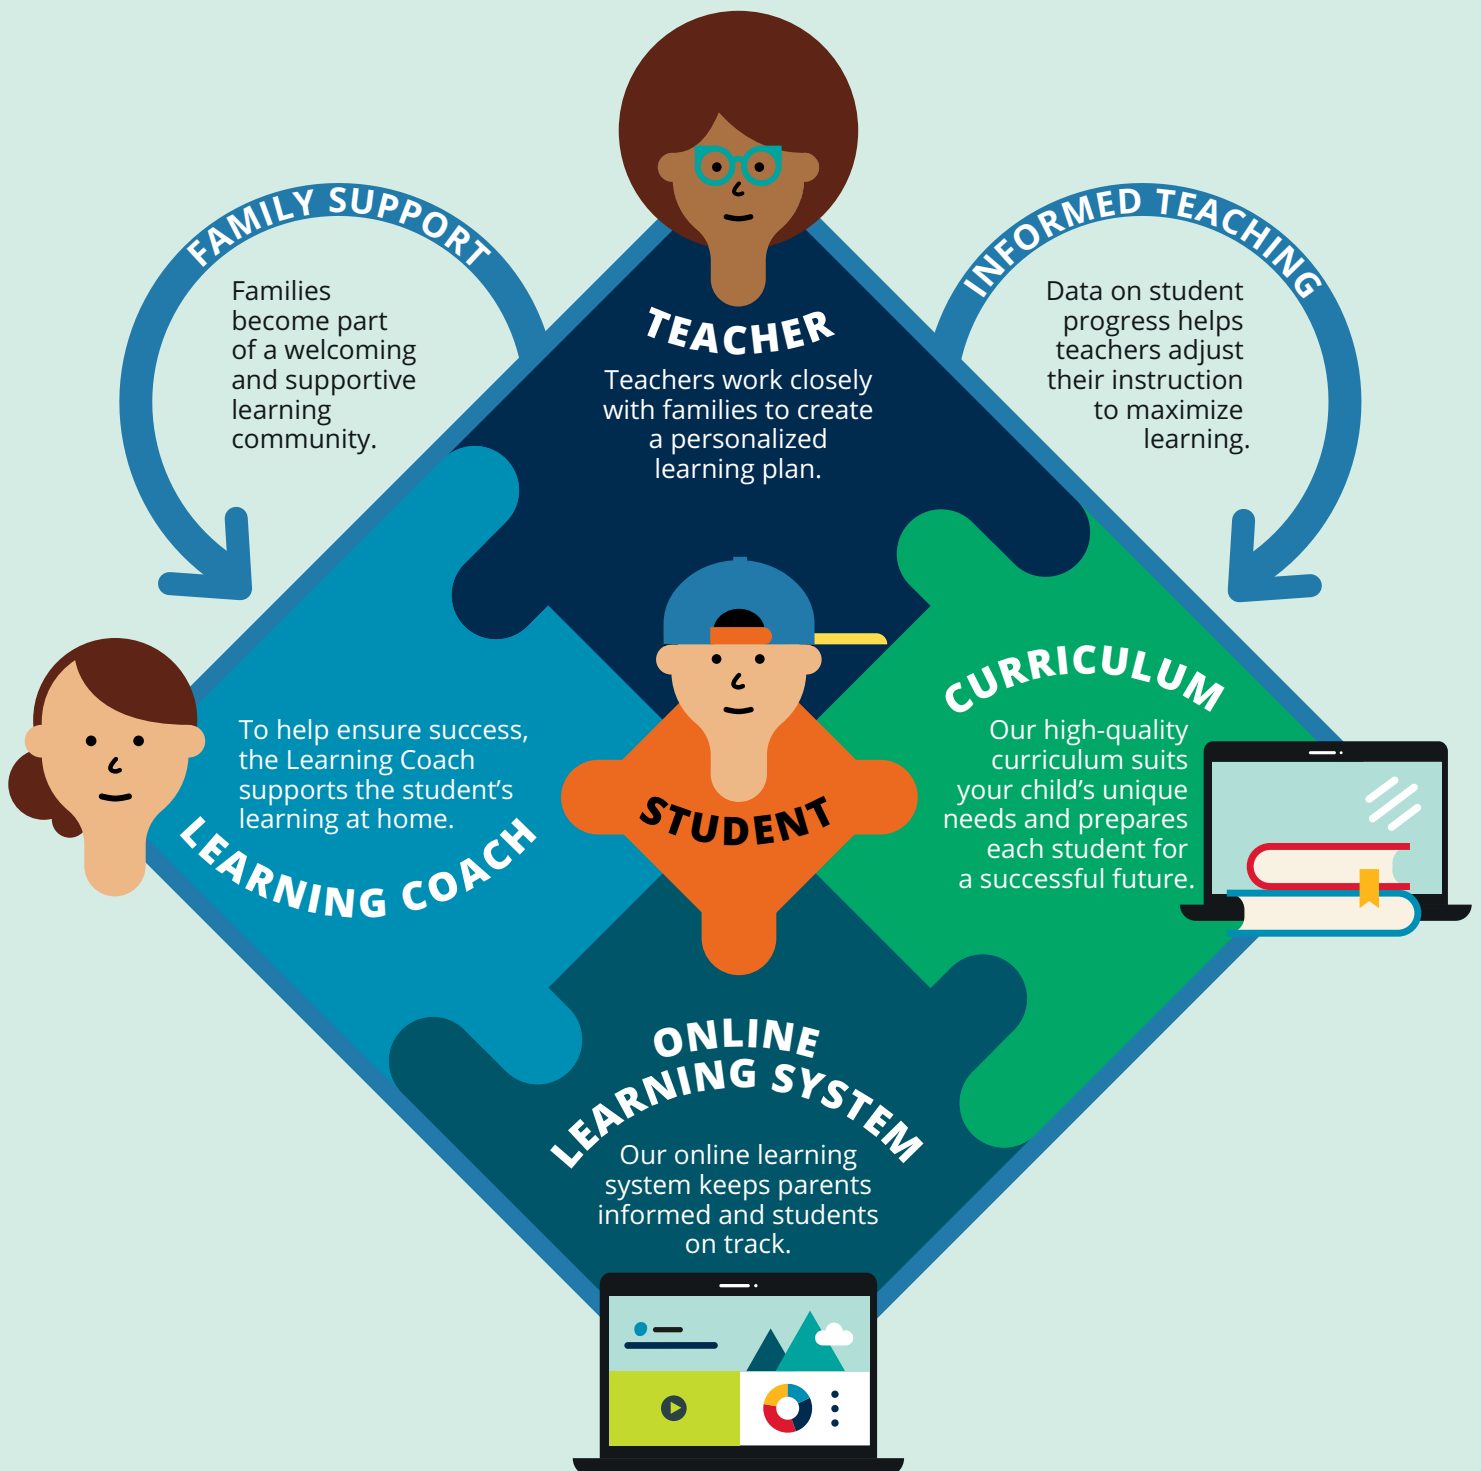 FAMILY SUPPORT
Families
become part
of a welcoming
and supportive
learning
community.
TEACHER
Teachers work closely
with families to create
a personalized
learning plan.
INFORMED TEACHING
Data on student
progress helps
teachers adjust
their instruction
to maximize
learning.
To help ensure success,
the Learning Coach
supports the student’s
learning at home.
LEARNING COACH
STUDENT
CURRICULUM
Our high-quality
curriculum suits
your child’s unique
needs and prepares
each student for
a successful future.
ONLINE
LEARNING SYSTEM
Our online learning
system keeps parents
informed and students
on track.